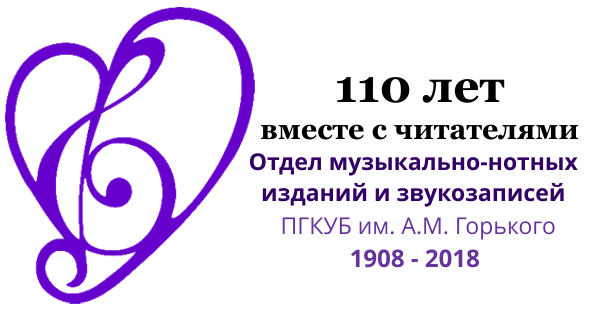 110 лет
вместе с читателями
Отдел музыкально-нотных
изданий и звукозаписей
ПГКУБ им. А.М. Горького
1908 - 2018